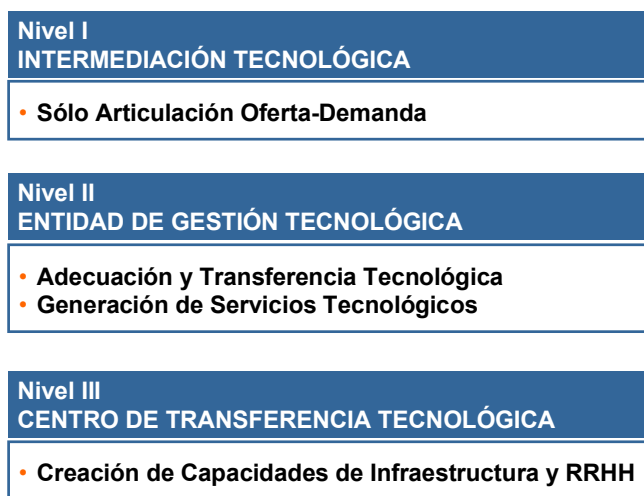 Nivel I
INTERMEDIACIÓN TECNOLÓGICA
• Sólo Articulación Oferta-Demanda
Nivel II
ENTIDAD DE GESTIÓN TECNOLÓGICA
• Adecuación y Transferencia Tecnológica
• Generación de Servicios Tecnológicos
Nivel III
CENTRO DE TRANSFERENCIA TECNOLÓGICA
• Creación de Capacidades de Infraestructura y RRHH